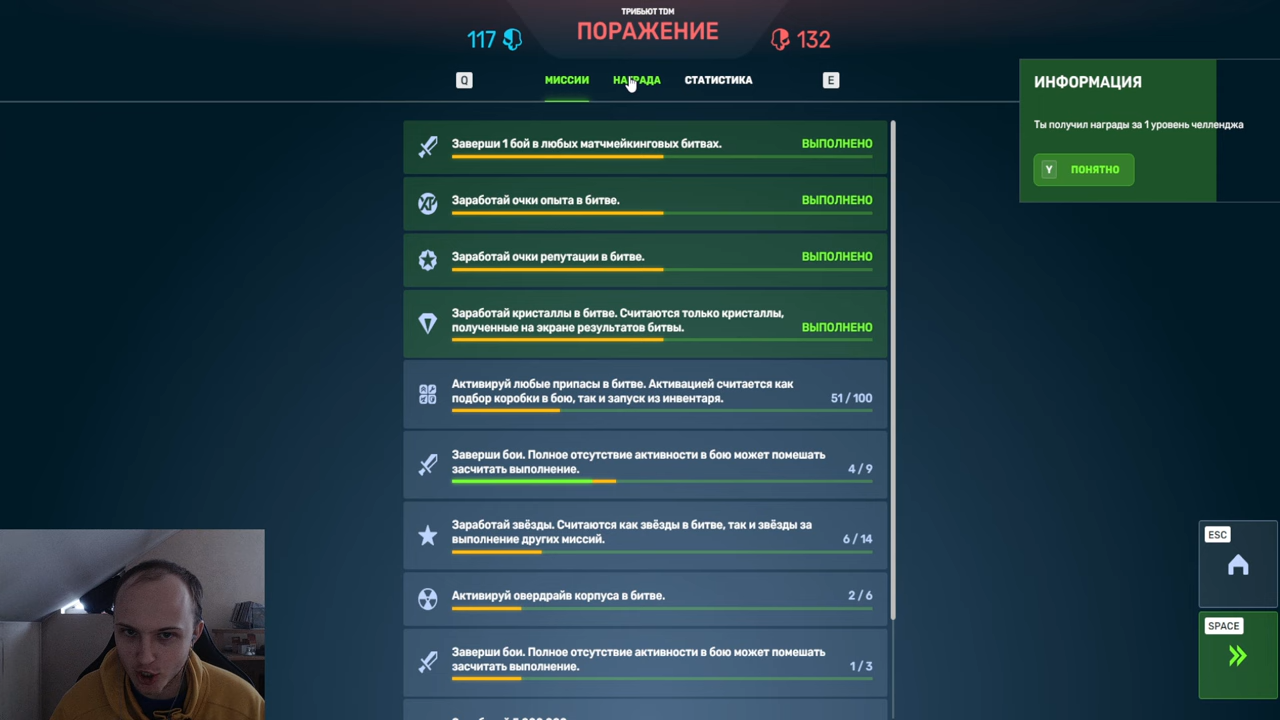 ТРИБЬЮТ TDM
117
ПОРАЖЕНИЕ
132
Q
МИССИИ
НАГРАДА
СТАТИСТИКА
E
ИНФОРМАЦИЯ
Ты получил награды за 1 уровень челленджа
Y
ПОНЯТНО
Заверши 1 бой в любых матчмейкинговых битвах.
ВЫПОЛНЕНО
XP
Заработай очки опыта в битве.
ВЫПОЛНЕНО
Заработай очки репутации в битве.
ВЫПОЛНЕНО
Заработай кристаллы в битве. Считаются только кристаллы,
полученные на экране результатов битвы.
ВЫПОЛНЕНО
Активируй любые припасы в битве. Активацией считается как
подбор коробки в бою, так и запуск из инвентаря.
51 / 100
Заверши бои. Полное отсутствие активности в бою может помешать
засчитать выполнение.
4 / 9
Заработай звёзды. Считаются как звёзды в битве, так и звёзды за
выполнение других миссий.
6 / 14
Активируй овердрайв корпуса в битве.
2 / 6
Заверши бои. Полное отсутствие активности в бою может помешать
засчитать выполнение.
1 / 3
ESC
SPACE